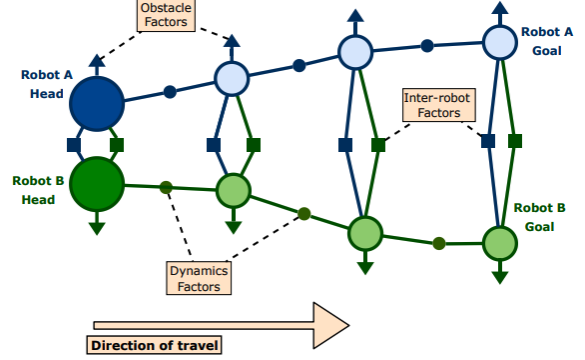 Obstacle
Factors
Robot A
Goal
Robot A
Head
Inter-robot
Factors
Robot B
Head
Robot B
Goal
Dynamics
Factors
Direction of travel